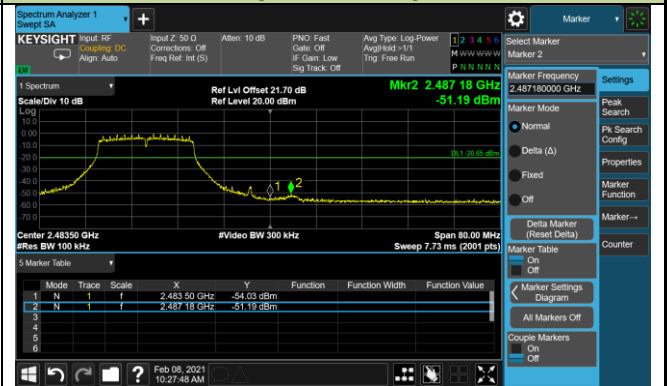 Spectrum Analyzer 1
Swept SA
Marker
KEYSIGHT
Input: RF
Coupling: DC
Align: Auto
Input Z: 50 Ω
Corrections: Off
Freq Ref: Int (S)
Atten: 10 dB
PNO: Fast
Gate: Off
IF Gain: Low
Sig Track: Off
Avg Type: Log-Power
Avg|Hold:>1/1
Trig: Free Run
1 2 3 4 5 6
M W W W W W
P N N N N N
Select Marker
Marker 2
1 Spectrum
Scale/Div 10 dB
Ref Lvl Offset 21.70 dB
Ref Level 20.00 dBm
Mkr2 2.487 18 GHz
-51.19 dBm
Marker Frequency
2.487180000 GHz
Settings
Log
10.0
0.00
-10.0
-20.0
-30.0
-40.0
-50.0
-60.0
-70.0
DL1 -20.65 dBm
1
2
Marker Mode
Normal
Delta (Δ)
Fixed
Off
Peak Search
Pk Search Config
Properties
Marker Function
Marker→
Counter
Center 2.48350 GHz
#Res BW 100 kHz
#Video BW 300 kHz
Span 80.00 MHz
Sweep 7.73 ms (2001 pts)
Delta Marker
(Reset Delta)
Marker Table
On
Off
5 Marker Table
Mode Trace Scale X Y Function Function Width Function Value
1 N 1 f 2.483 50 GHz -54.03 dBm
2 N 1 f 2.487 18 GHz -51.19 dBm
3
4
5
6
Marker Settings
Diagram
All Markers Off
Couple Markers
On
Off
?
Feb 08, 2021
10:27:48 AM